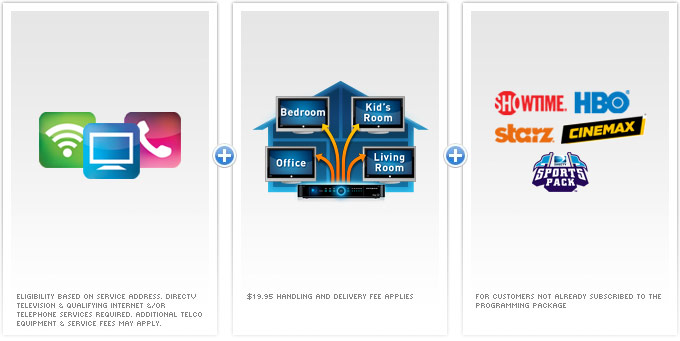 Bedroom
Kid's
Room
Office
Living
Room
SHOWTIME.
HBO
starz
CINEMAX
SPORTS
PACK
ELIGIBILITY BASED ON SERVICE ADDRESS. DIRECTV
TELEVISION & QUALIFYING INTERNET &/OR
TELEPHONE SERVICES REQUIRED. ADDITIONAL TELCO
EQUIPMENT & SERVICE FEES MAY APPLY.
$19.95 HANDLING AND DELIVERY FEE APPLIES
FOR CUSTOMERS NOT ALREADY SUBSCRIBED TO THE
PROGRAMMING PACKAGE